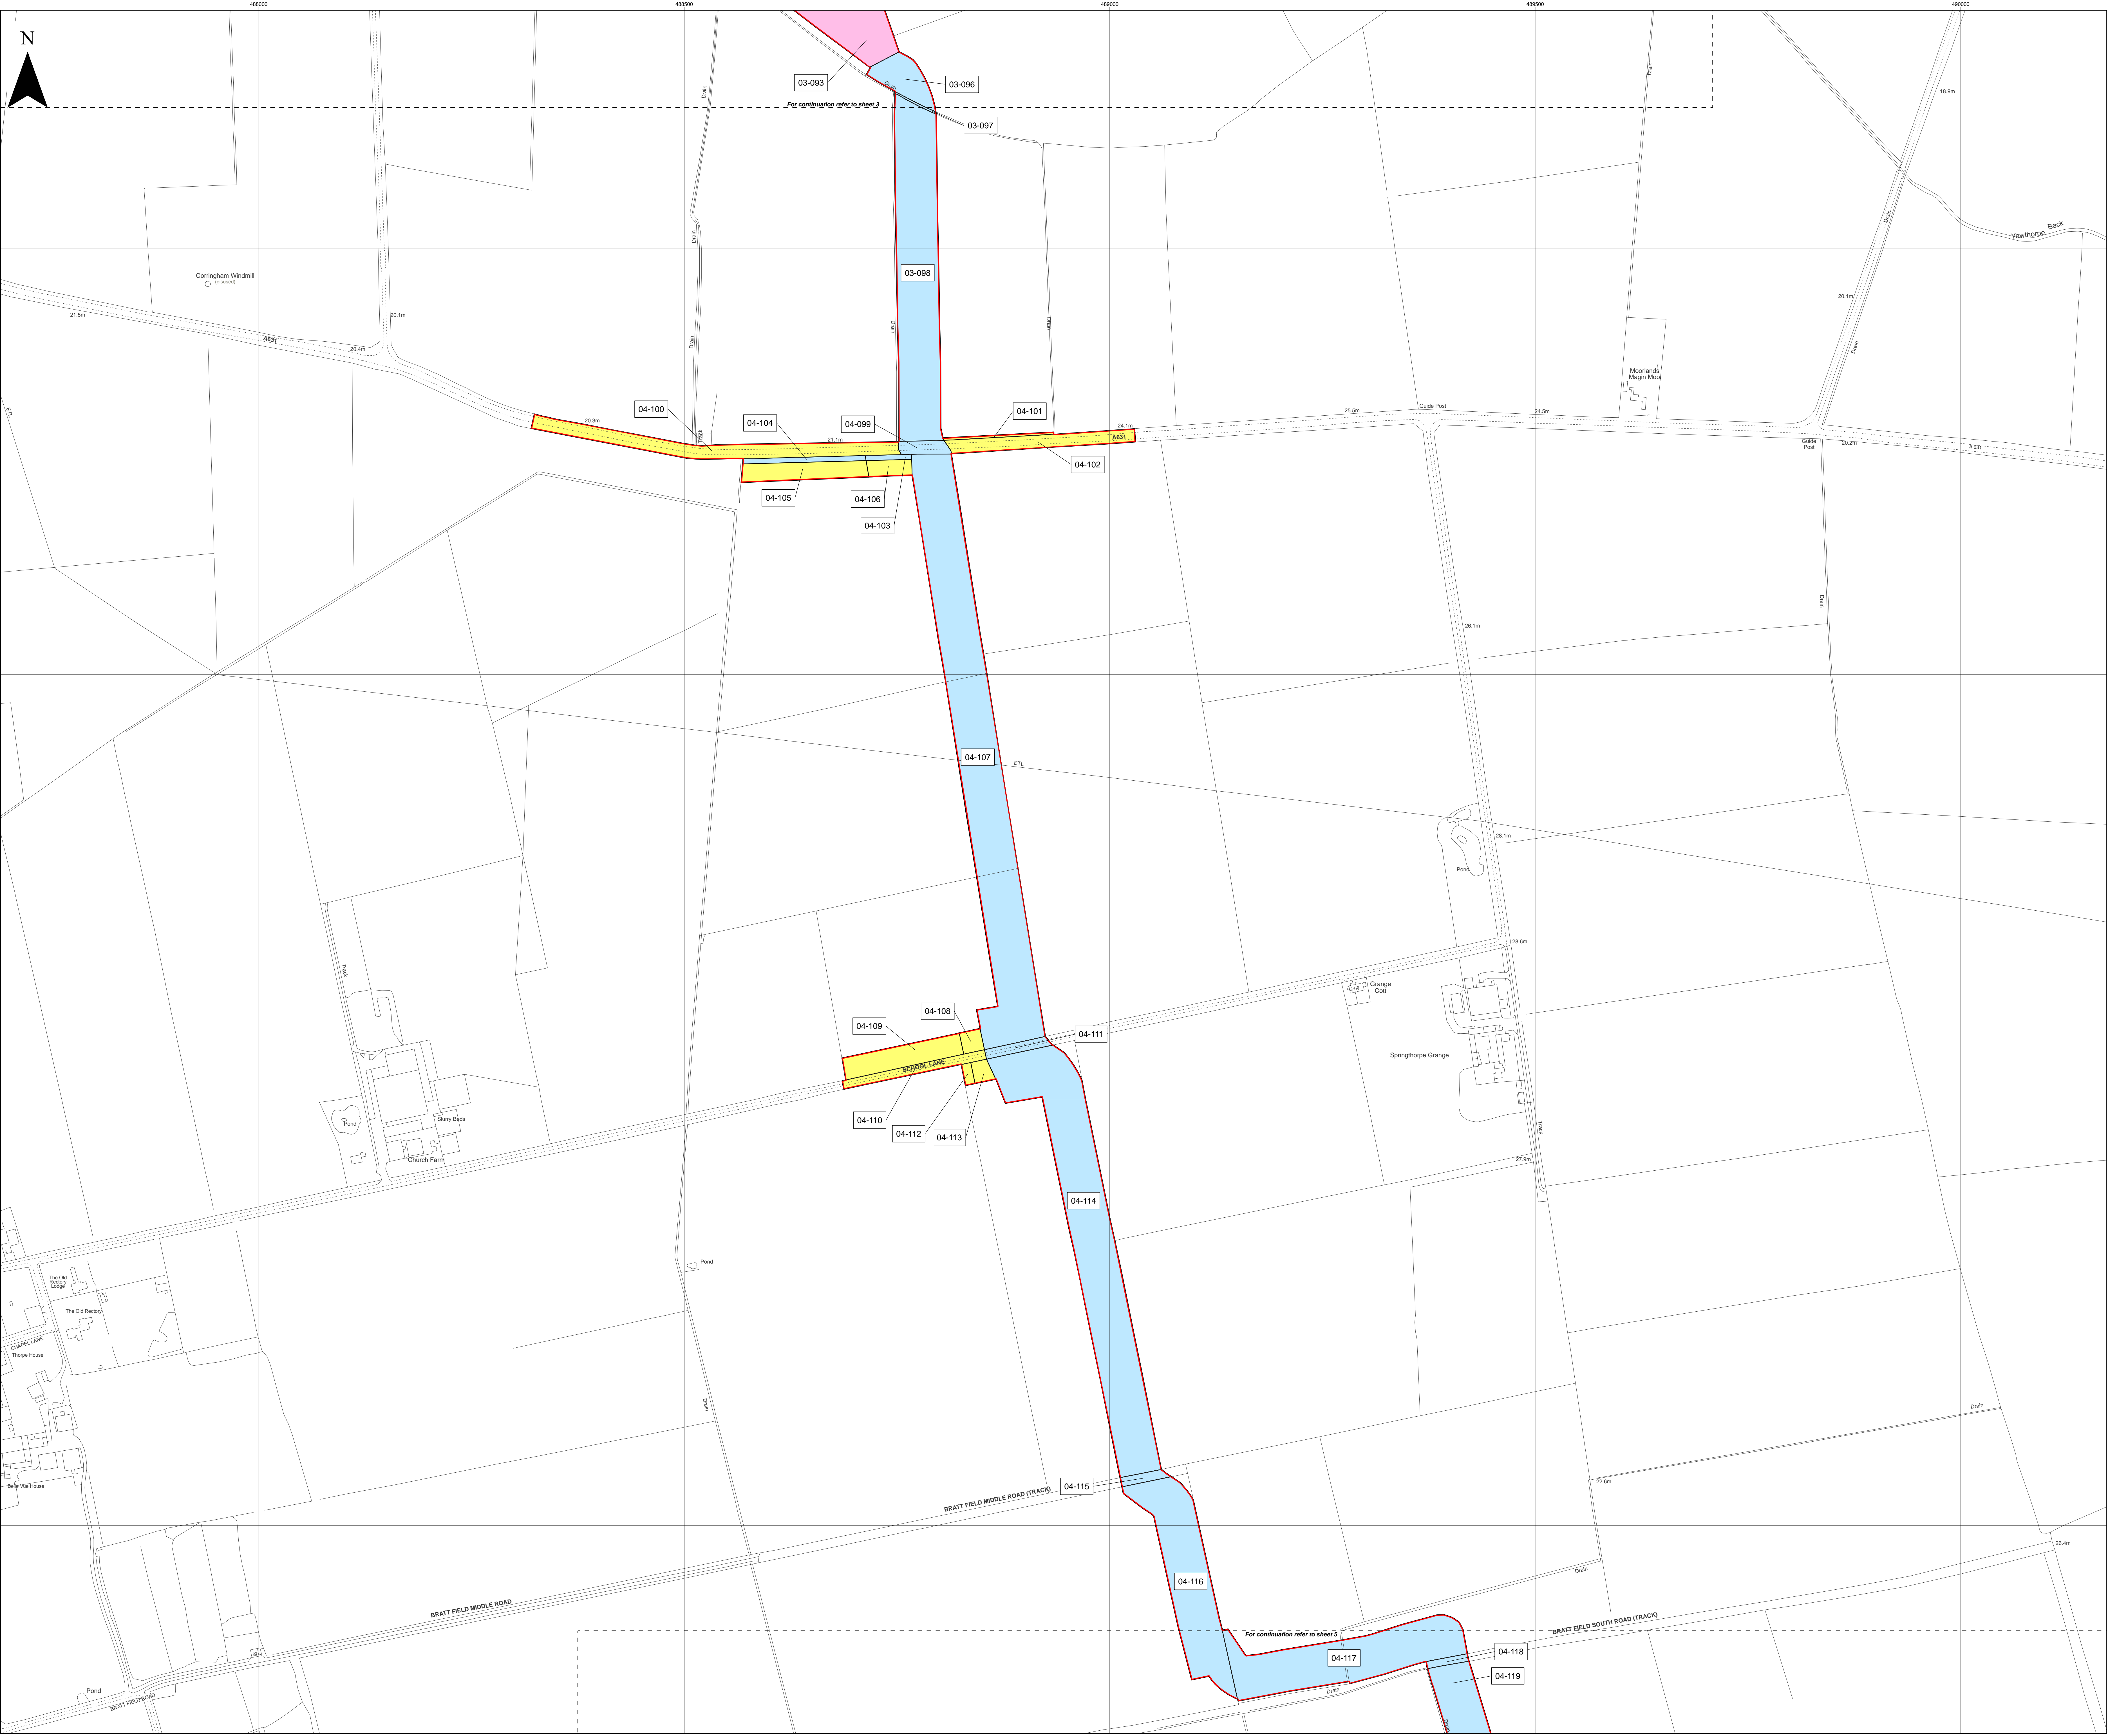 488000
488500
489000
489500
490000
N
03-093
03-096
Drain
Drain
Drain
18.9m
For continuation refer to sheet 3
03-097
Drain
Drain
Yawthorpe Beck
Corringham Windmill
(disused)
03-098
20.1m
21.5m
20.1m
Drain
Drain
Drain
Drain
A631
20.4m
Moorlands,
Magin Moor
ETL
04-100
04-104
04-099
04-101
Guide Post
25.5m
24.5m
20.3m
24.1m
Track
21.1m
A631
Guide
Post
20.2m
A 631
04-102
04-105
04-106
04-103
Drain
26.1m
04-107
ETL
28.1m
Pond
28.6m
Track
Grange
Cott
04-108
04-109
04-111
SCHOOL LANE
Springthorpe Grange
Slurry Beds
Pond
04-110
04-112
04-113
Track
Church Farm
27.9m
04-114
Pond
The Old
Rectory
Lodge
The Old Rectory
CHAPEL LANE
Thorpe House
Drain
Drain
Belle Vue House
04-115
22.6m
BRATT FIELD MIDDLE ROAD (TRACK)
26.4m
Drain
04-116
BRATT FIELD MIDDLE ROAD
BRATT FIELD SOUTH ROAD (TRACK)
For continuation refer to sheet 5
04-118
04-117
04-119
Pond
Drain
BRATT FIELD ROAD
Drain